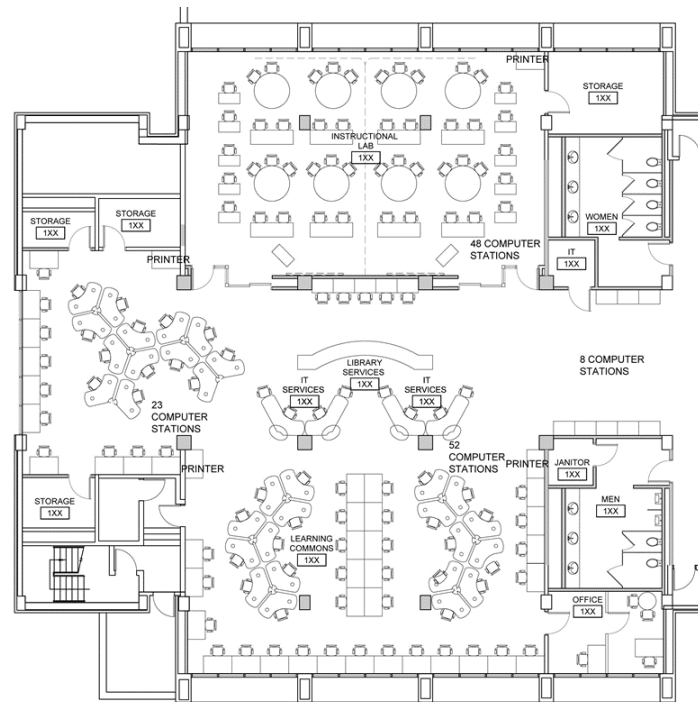 PRINTER
STORAGE
1XX
INSTRUCTIONAL
LAB
1XX
STORAGE
1XX
STORAGE
1XX
WOMEN
1XX
PRINTER
48 COMPUTER
STATIONS
IT
1XX
LIBRARY
SERVICES
1XX
8 COMPUTER
STATIONS
IT
SERVICES
1XX
IT
SERVICES
1XX
23
COMPUTER
STATIONS
52
COMPUTER
STATIONS
PRINTER
PRINTER
JANITOR
1XX
STORAGE
1XX
MEN
1XX
LEARNING
COMMONS
1XX
OFFICE
1XX